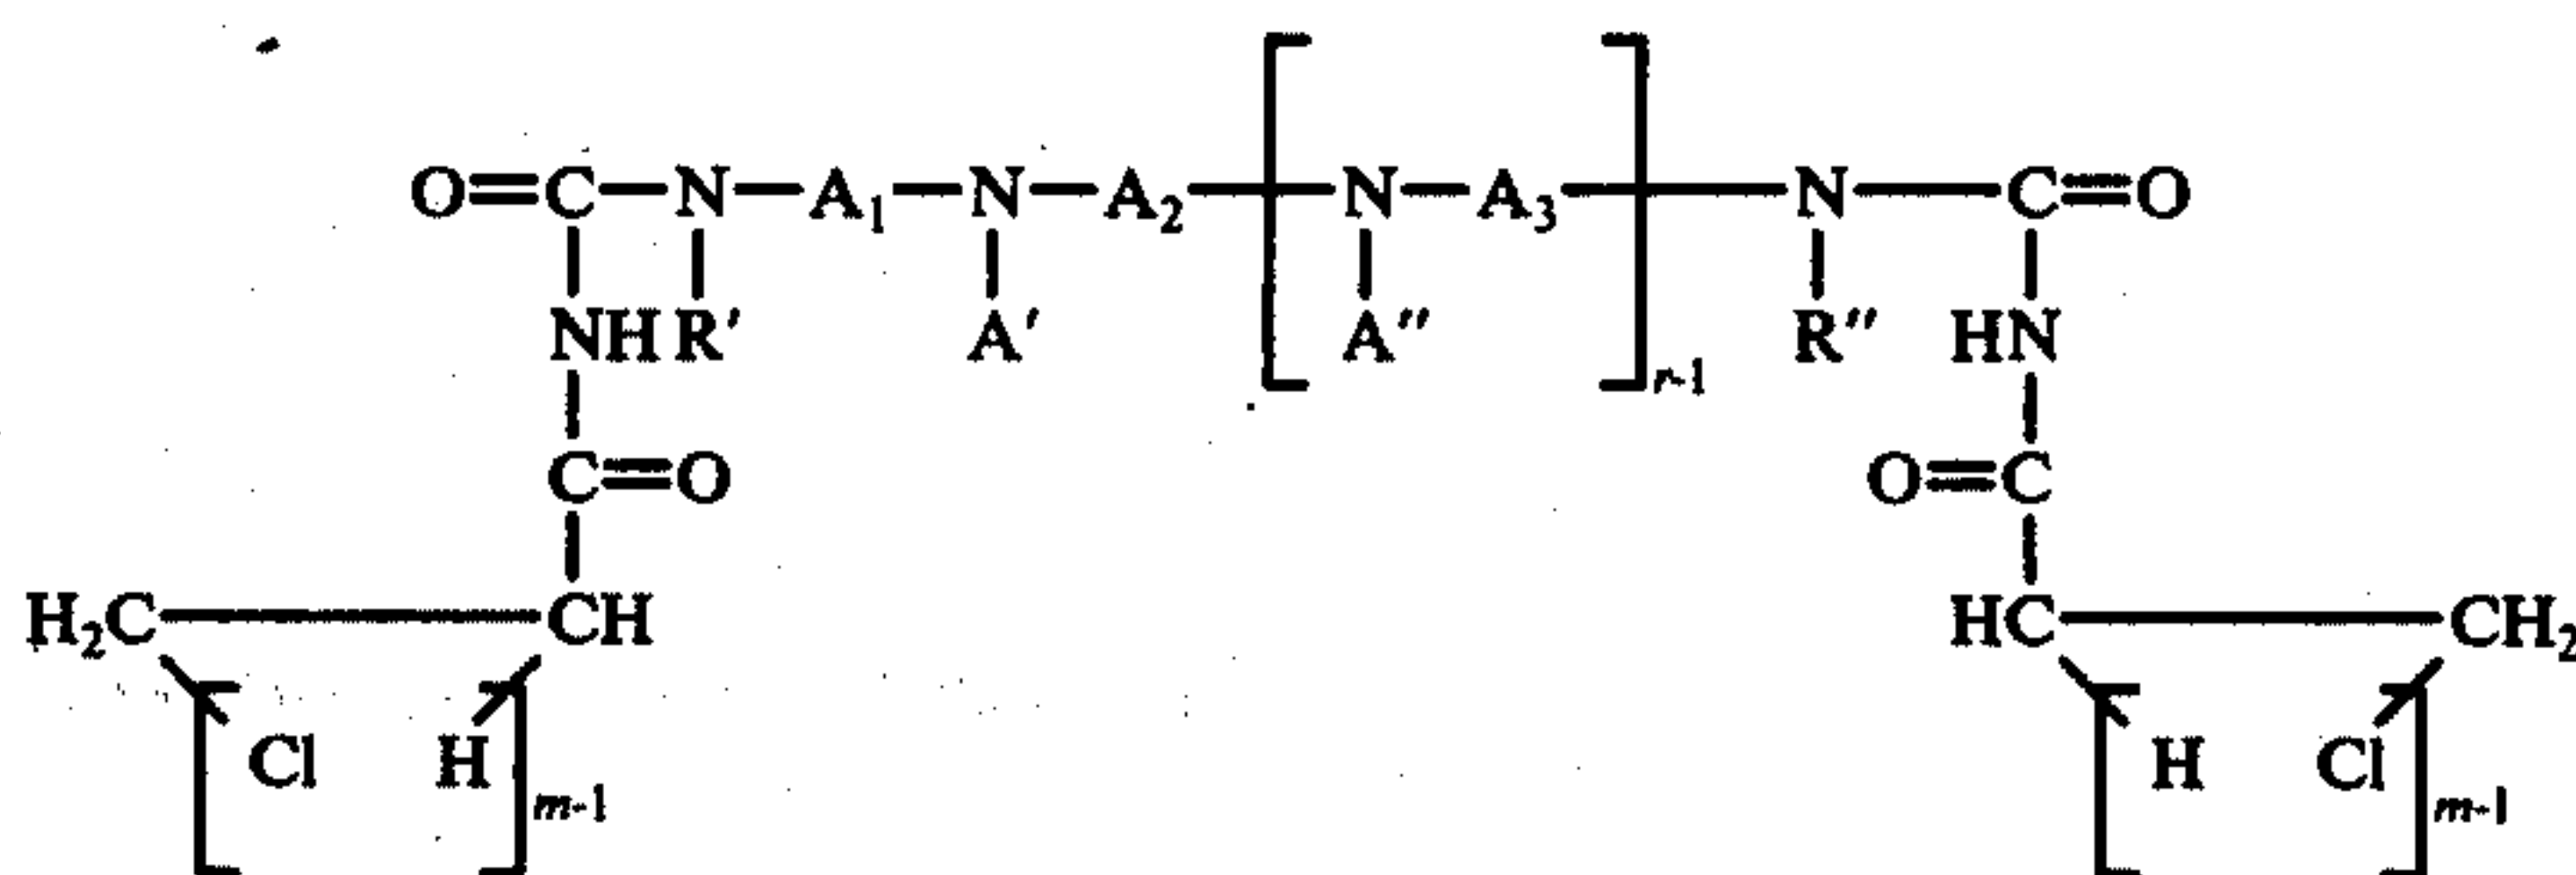 O=C—N—A₁—N—A₂—[N—A₃]r-1—N—C=O
NH R' A' A" R" HN
C=O O=C
H₂C—CH HC—CH₂
[Cl H]m-1 [H Cl]m-1